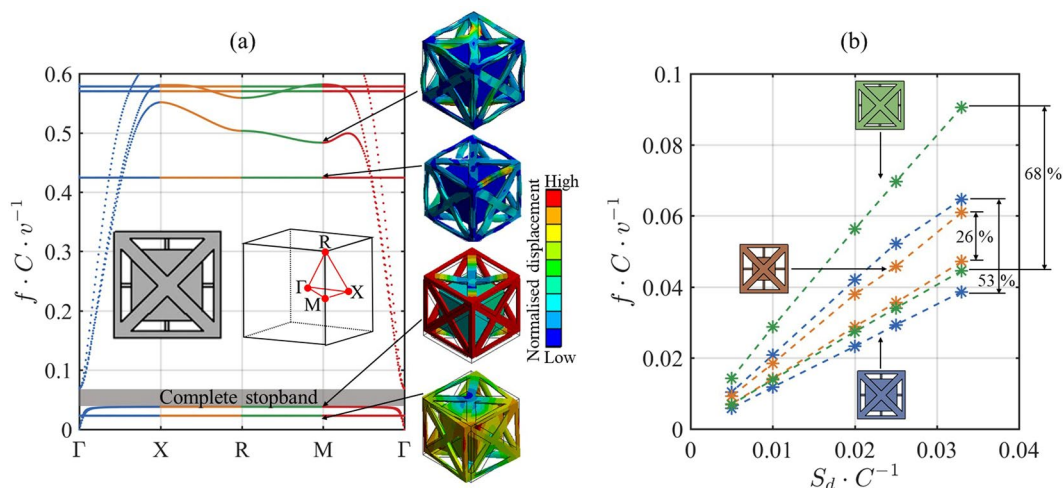 (a)
0.6
0.5
0.4
0.3
0.2
0.1
0
f · C · v⁻¹
R
Γ
X
M
Complete stopband
Γ
X
R
M
Γ
High
Normalised displacement
Low
(b)
0.1
0.08
0.06
0.04
0.02
0
f · C · v⁻¹
68 %
26 %
53 %
0
0.01
0.02
0.03
0.04
S_d · C⁻¹